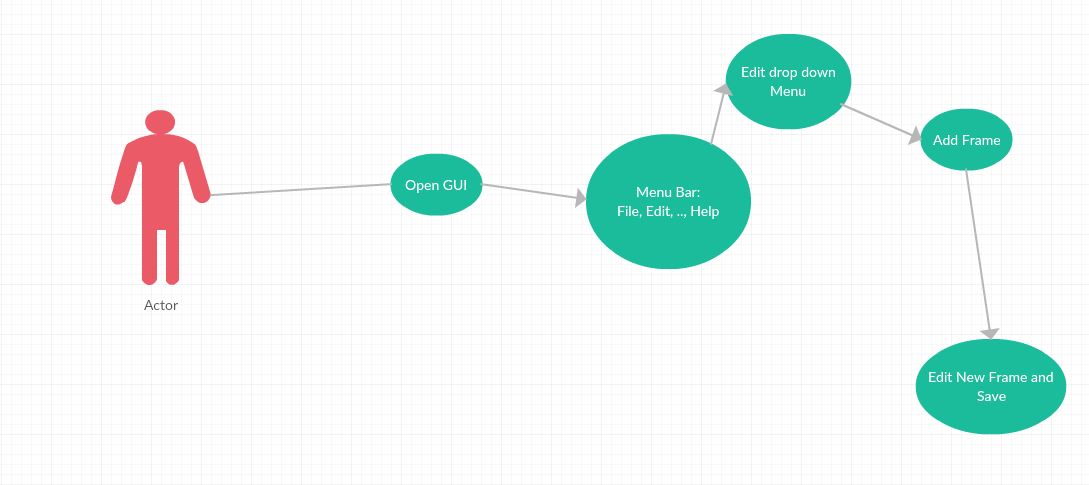 Actor
Open GUI
Menu Bar:
File, Edit, .., Help
Edit drop down
Menu
Add Frame
Edit New Frame and
Save